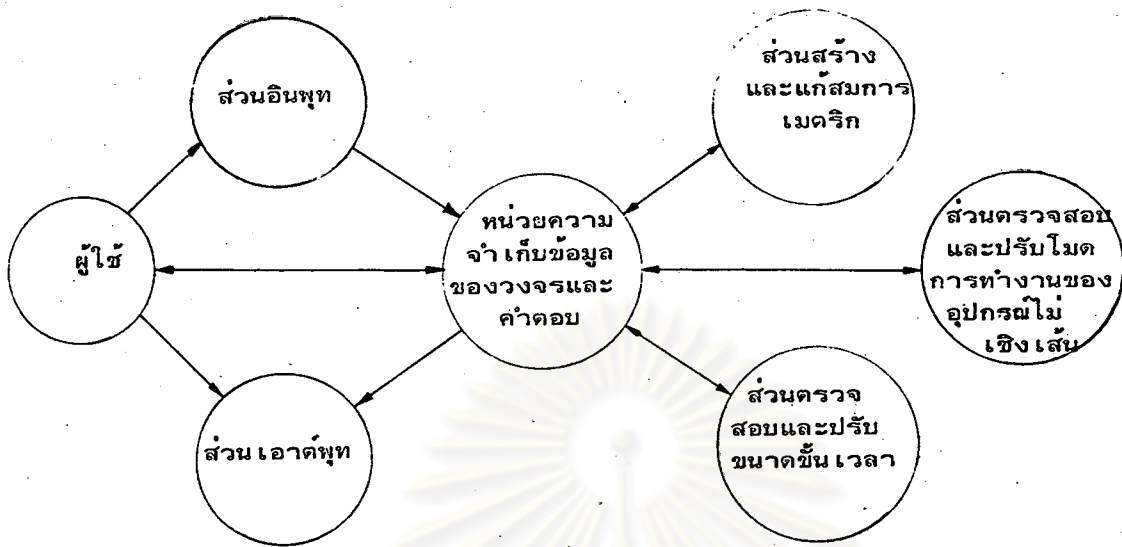 ส่วนอินพุท
ส่วนสร้าง
และแก้สมการ
เมตริก
ผู้ใช้
หน่วยความ
จำ เก็บข้อมูล
ของวงจรและ
คำตอบ
ส่วนตรวจสอบ
และปรับโมด
การทำงานของ
อุปกรณ์ไม่
เชิง เส้น
ส่วน เอาต์พุท
ส่วนตรวจ
สอบและปรับ
ขนาดขั้น เวลา